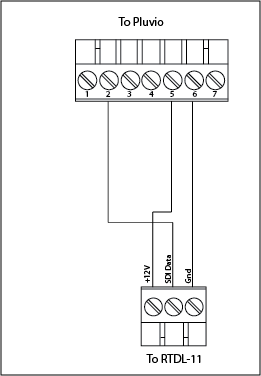 To Pluvio
1 2 3 4 5 6 7
+12V SDI Data Gnd
To RTDL-11